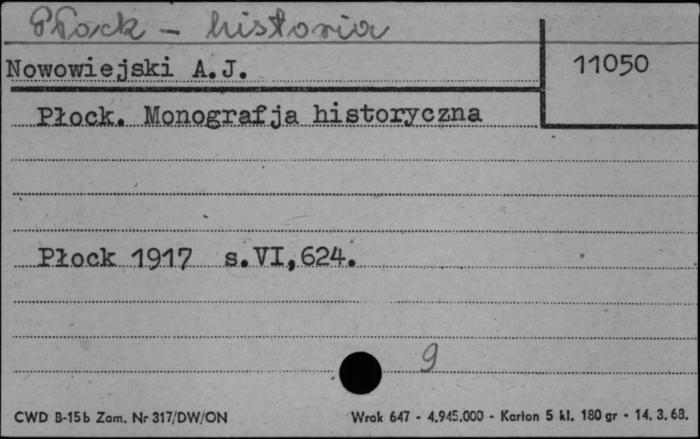 Płock - historia
Nowowiejski A.J.
11050
Płock. Monografja historyczna
Płock 1917 s.VI,624.
9
CWD B-15b Zam. Nr 317/DW/ON
Wrak 647 - 4.945.000 - Karton 5 kl. 180 gr - 14. 3. 68.